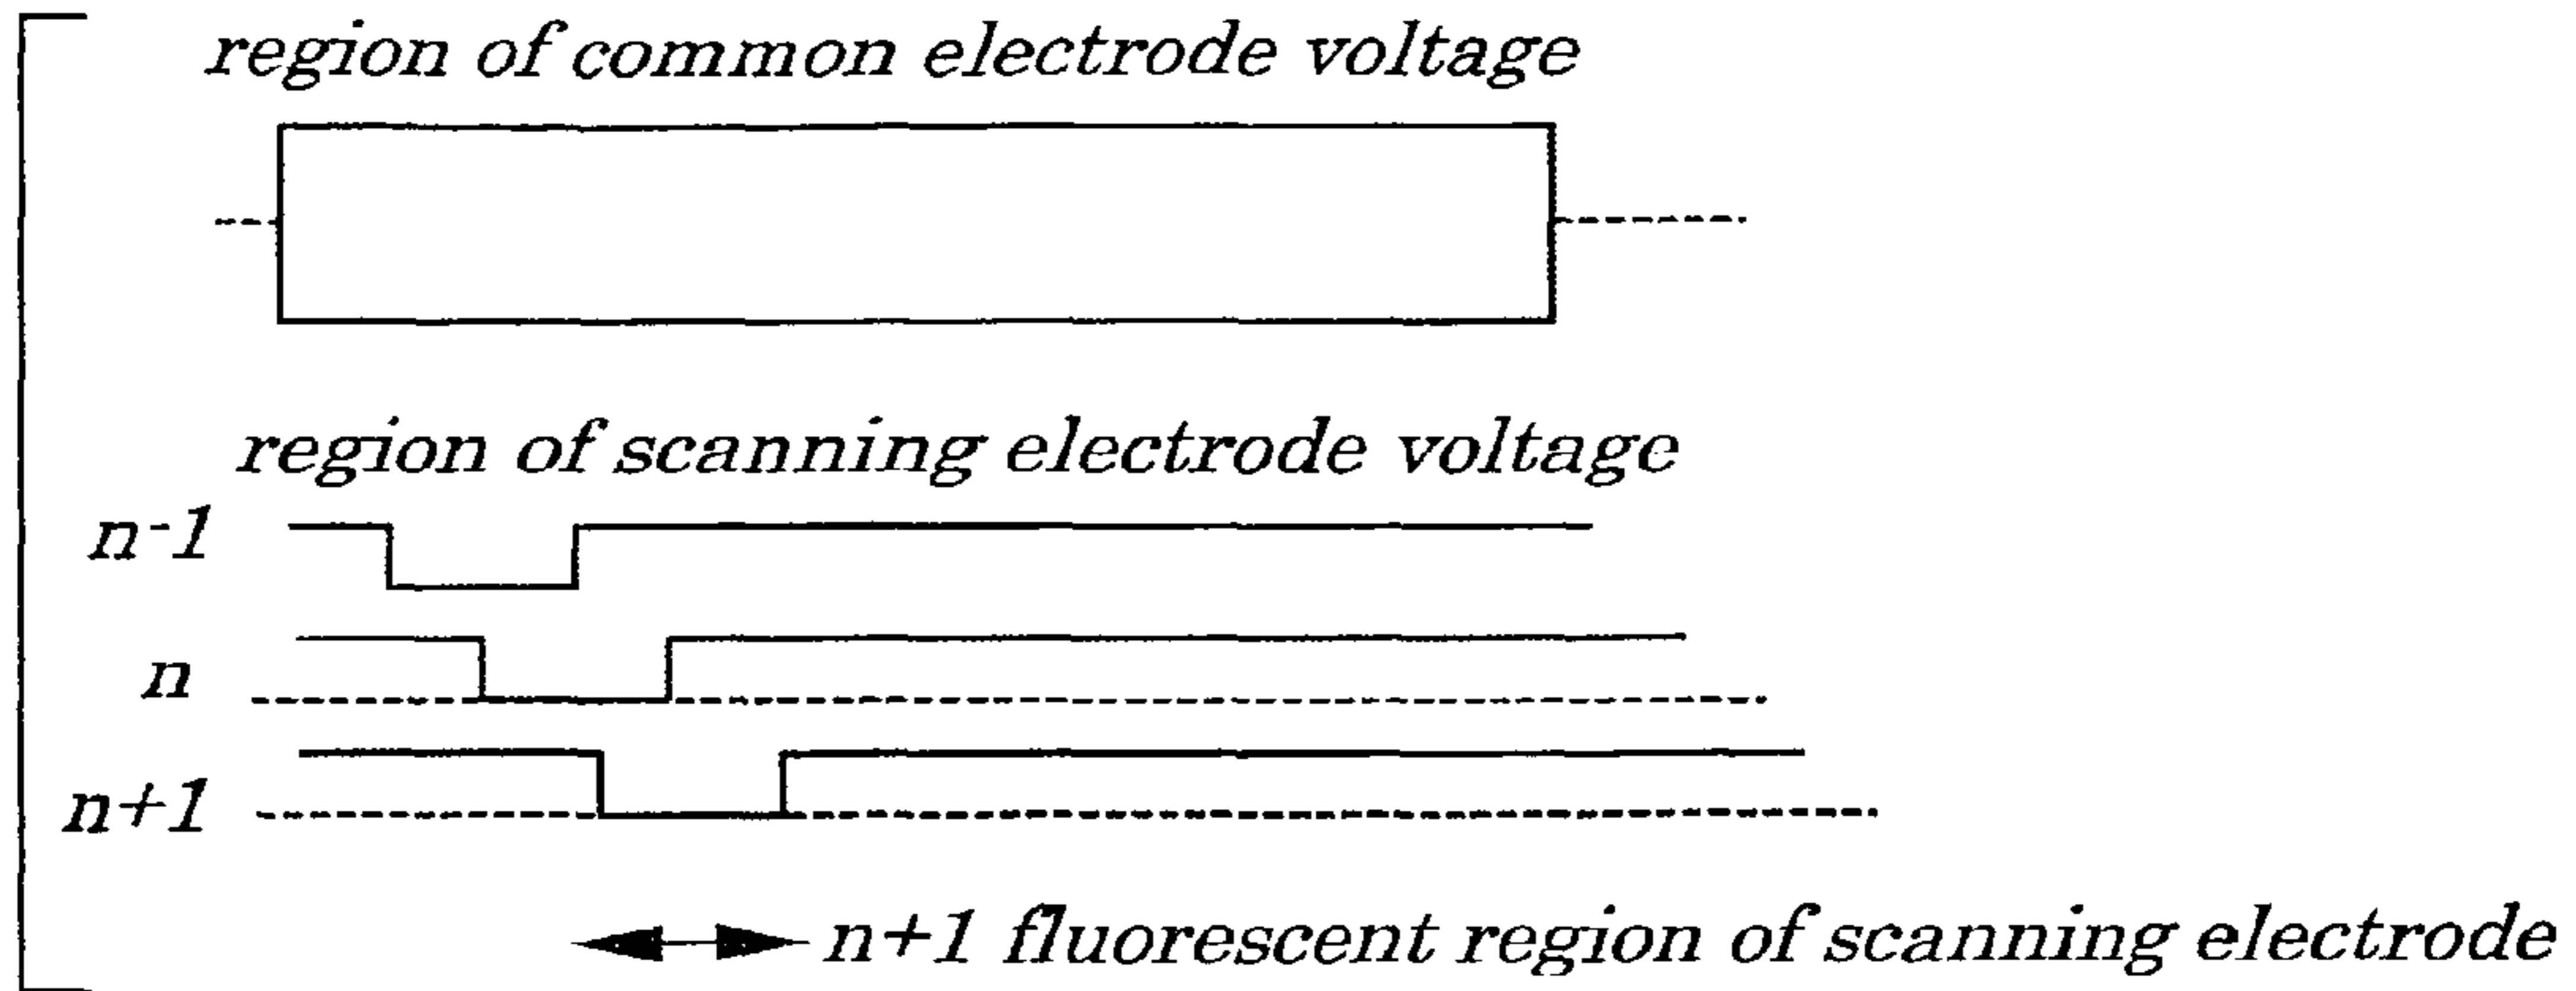 region of common electrode voltage
region of scanning electrode voltage
n-1
n
n+1
n+1 fluorescent region of scanning electrode